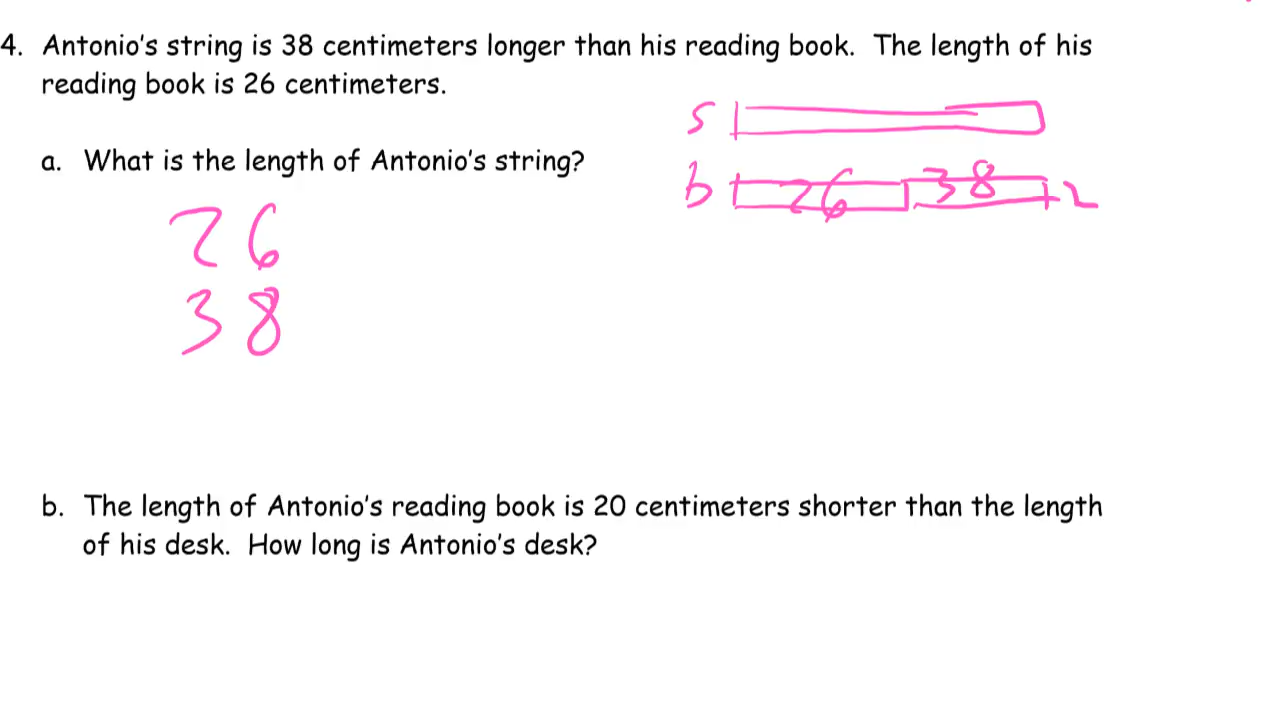 4. Antonio's string is 38 centimeters longer than his reading book. The length of his
reading book is 26 centimeters.
S
a. What is the length of Antonio's string?
b 26 38 +2
26
38
b. The length of Antonio's reading book is 20 centimeters shorter than the length
of his desk. How long is Antonio's desk?